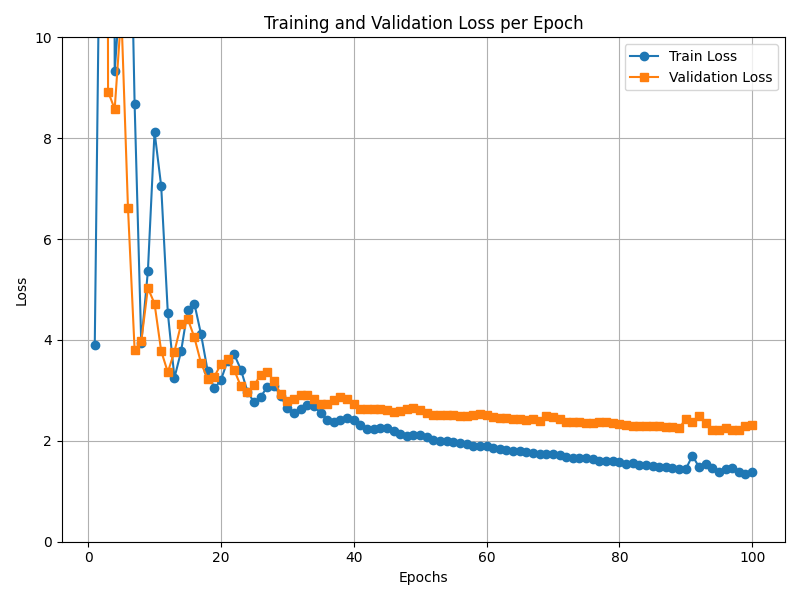 Training and Validation Loss per Epoch
Train Loss
Validation Loss
10
8
6
4
2
0
Loss
0 20 40 60 80 100
Epochs